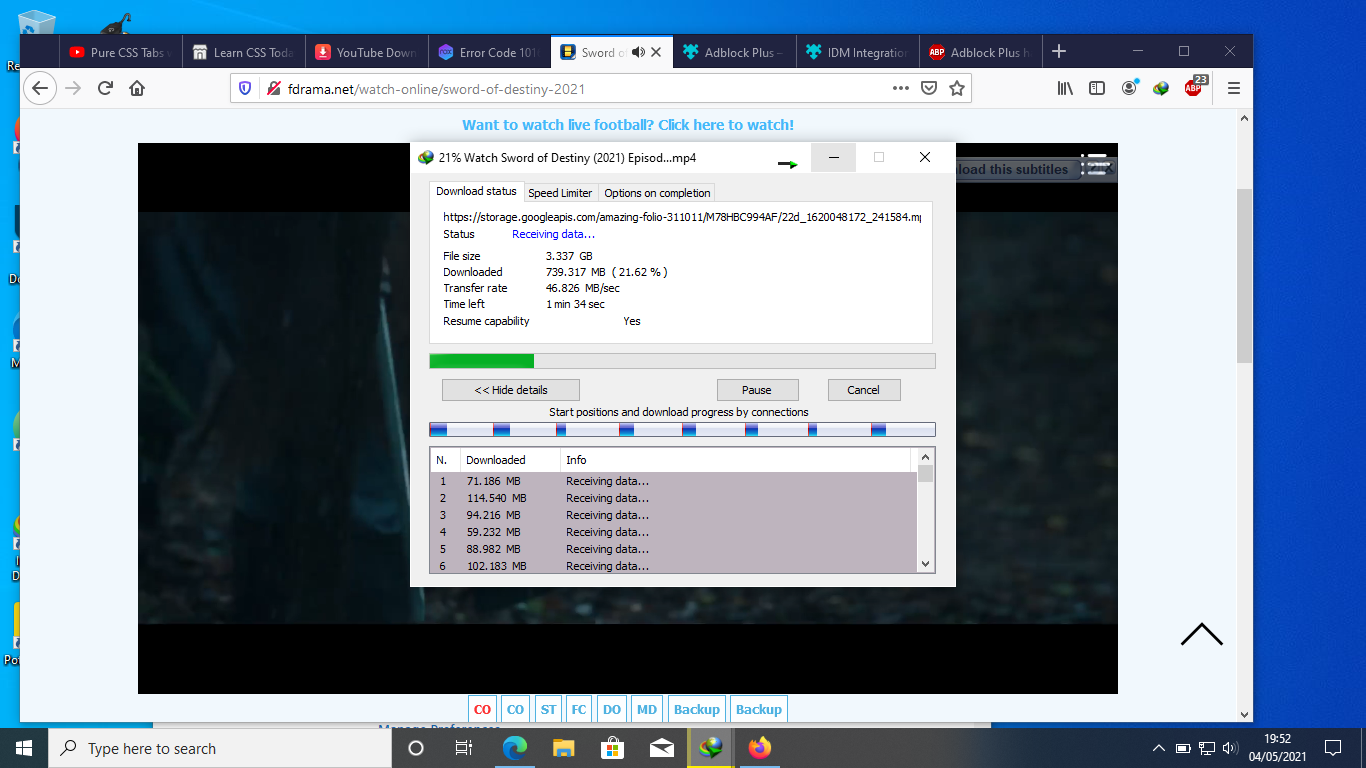 Pure CSS Tabs
Learn CSS Toda
YouTube Down
Error Code 101
Sword of
Adblock Plus –
IDM Integration
Adblock Plus h
fdrama.net/watch-online/sword-of-destiny-2021
23
ABP
Want to watch live football? Click here to watch!
21% Watch Sword of Destiny (2021) Episod...mp4
load this subtitles
Download status
Speed Limiter
Options on completion
https://storage.googleapis.com/amazing-folio-311011/M78HBC994AF/22d_1620048172_241584.mp
Status Receiving data...
File size 3.337 GB
Downloaded 739.317 MB ( 21.62 % )
Transfer rate 46.826 MB/sec
Time left 1 min 34 sec
Resume capability Yes
<< Hide details
Pause
Cancel
Start positions and download progress by connections
N. Downloaded Info
1 71.186 MB Receiving data...
2 114.540 MB Receiving data...
3 94.216 MB Receiving data...
4 59.232 MB Receiving data...
5 88.982 MB Receiving data...
6 102.183 MB Receiving data...
CO CO ST FC DO MD Backup Backup
Manage Preferences
Type here to search
19:52
04/05/2021